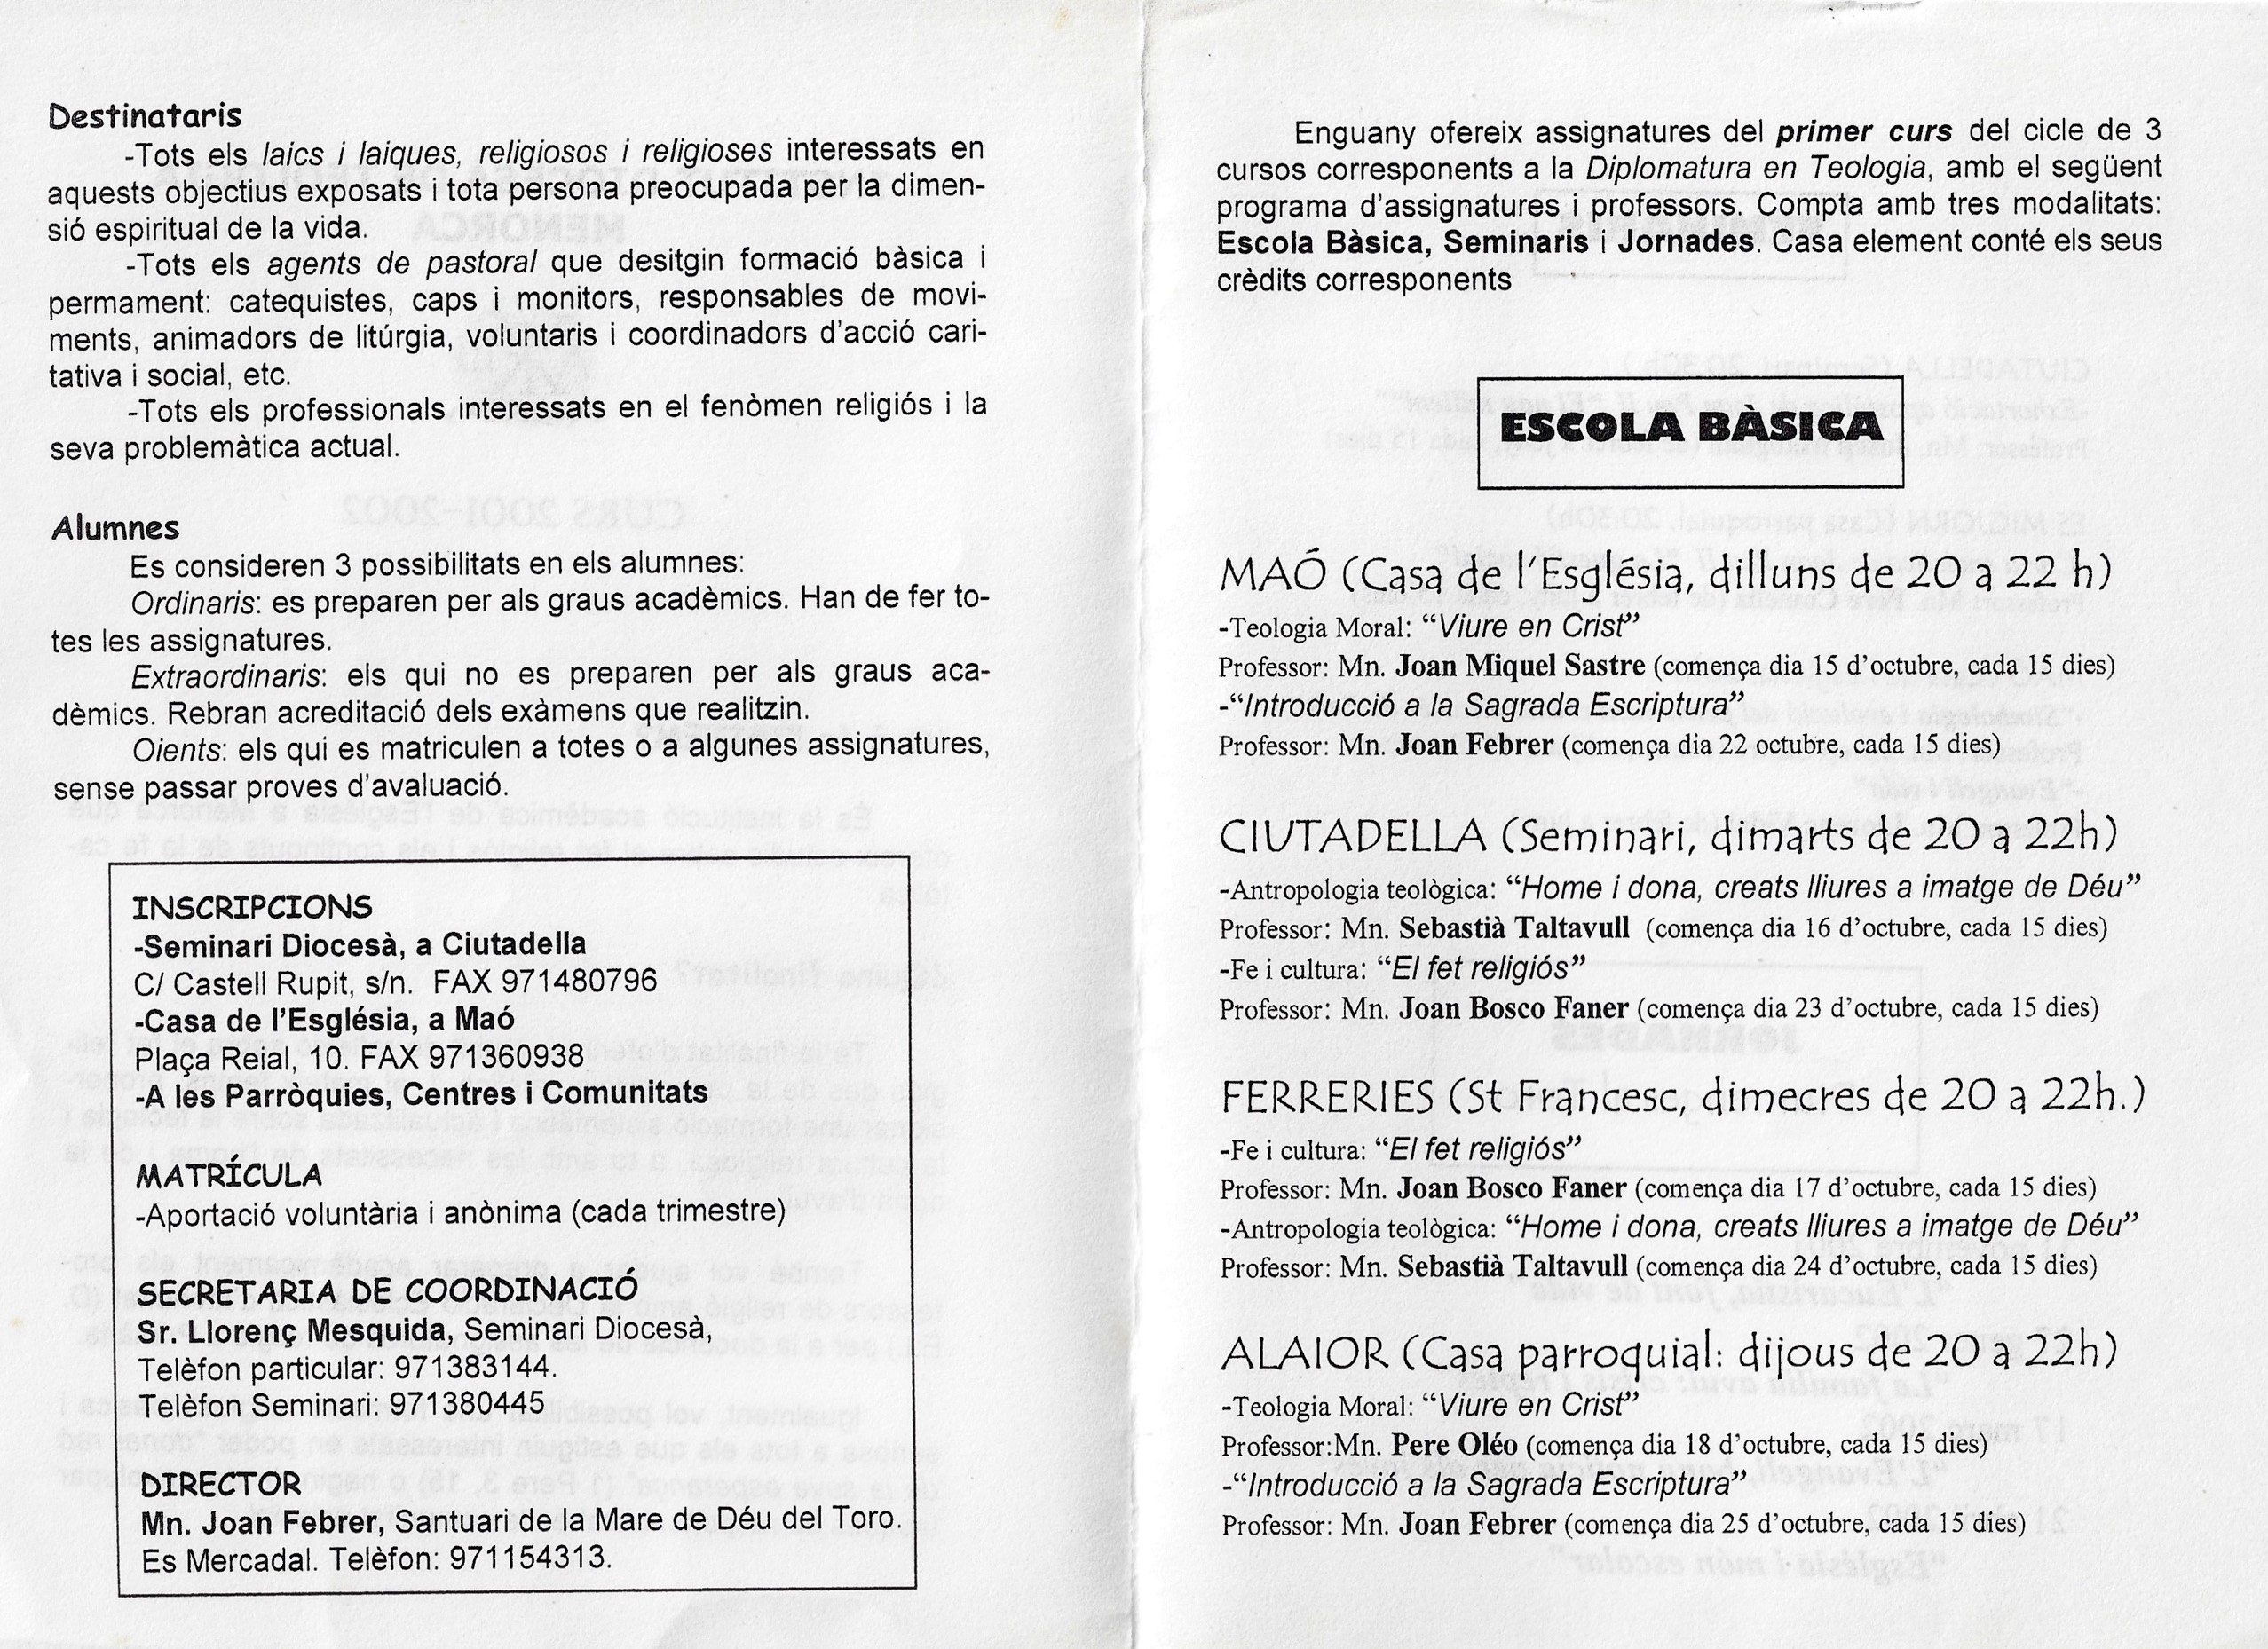 Destinataris
-Tots els laics i laiques, religiosos i religioses interessats en
aquests objectius exposats i tota persona preocupada per la dimen-
sió espiritual de la vida.
-Tots els agents de pastoral que desitgin formació bàsica i
permament: catequistes, caps i monitors, responsables de movi-
ments, animadors de litúrgia, voluntaris i coordinadors d'acció cari-
tativa i social, etc.
-Tots els professionals interessats en el fenòmen religiós i la
seva problemàtica actual.
Alumnes
Es consideren 3 possibilitats en els alumnes:
Ordinaris: es preparen per als graus acadèmics. Han de fer to-
tes les assignatures.
Extraordinaris: els qui no es preparen per als graus aca-
dèmics. Rebran acreditació dels exàmens que realitzin.
Oients: els qui es matriculen a totes o a algunes assignatures,
sense passar proves d'avaluació.
INSCRIPCIONS
-Seminari Diocesà, a Ciutadella
C/ Castell Rupit, s/n. FAX 971480796
-Casa de l'Església, a Maó
Plaça Reial, 10. FAX 971360938
-A les Parròquies, Centres i Comunitats
MATRÍCULA
-Aportació voluntària i anònima (cada trimestre)
SECRETARIA DE COORDINACIÓ
Sr. Llorenç Mesquida, Seminari Diocesà,
Telèfon particular: 971383144.
Telèfon Seminari: 971380445
DIRECTOR
Mn. Joan Febrer, Santuari de la Mare de Déu del Toro.
Es Mercadal. Telèfon: 971154313.
Enguany ofereix assignatures del primer curs del cicle de 3
cursos corresponents a la Diplomatura en Teologia, amb el següent
programa d'assignatures i professors. Compta amb tres modalitats:
Escola Bàsica, Seminaris i Jornades. Casa element conté els seus
crèdits corresponents
ESCOLA BÀSICA
MAÓ (Casa de l'Església, dilluns de 20 a 22 h)
-Teologia Moral: "Viure en Crist"
Professor: Mn. Joan Miquel Sastre (comença dia 15 d'octubre, cada 15 dies)
-"Introducció a la Sagrada Escriptura"
Professor: Mn. Joan Febrer (comença dia 22 octubre, cada 15 dies)
CIUTADELLA (Seminari, dimarts de 20 a 22h)
-Antropologia teològica: "Home i dona, creats lliures a imatge de Déu"
Professor: Mn. Sebastià Taltavull (comença dia 16 d'octubre, cada 15 dies)
-Fe i cultura: "El fet religiós"
Professor: Mn. Joan Bosco Faner (comença dia 23 d'octubre, cada 15 dies)
FERRERIES (St Francesc, dimecres de 20 a 22h.)
-Fe i cultura: "El fet religiós"
Professor: Mn. Joan Bosco Faner (comença dia 17 d'octubre, cada 15 dies)
-Antropologia teològica: "Home i dona, creats lliures a imatge de Déu"
Professor: Mn. Sebastià Taltavull (comença dia 24 d'octubre, cada 15 dies)
ALAIOR (Casa parroquial: dijous de 20 a 22h)
-Teologia Moral: "Viure en Crist"
Professor:Mn. Pere Oléo (comença dia 18 d'octubre, cada 15 dies)
-"Introducció a la Sagrada Escriptura"
Professor: Mn. Joan Febrer (comença dia 25 d'octubre, cada 15 dies)